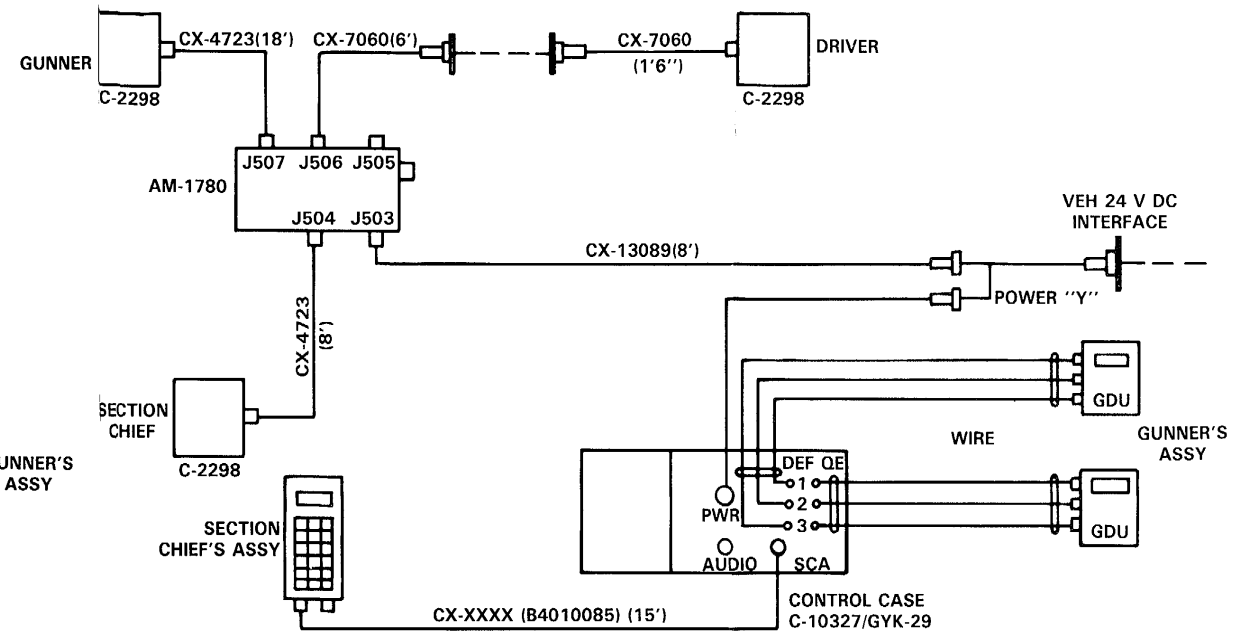 CX-4723(18')
CX-7060(6')
CX-7060
(1'6'')
DRIVER
GUNNER
C-2298
C-2298
J507 J506 J505
AM-1780
J504 J503
VEH 24 V DC
INTERFACE
CX-13089(8')
POWER "Y"
CX-4723
(8')
SECTION
CHIEF
C-2298
GDU
WIRE
GUNNER'S
ASSY
UNNER'S
ASSY
DEF QE
1
2
3
PWR
AUDIO
SCA
GDU
SECTION
CHIEF'S ASSY
CX-XXXX (B4010085) (15')
CONTROL CASE
C-10327/GYK-29